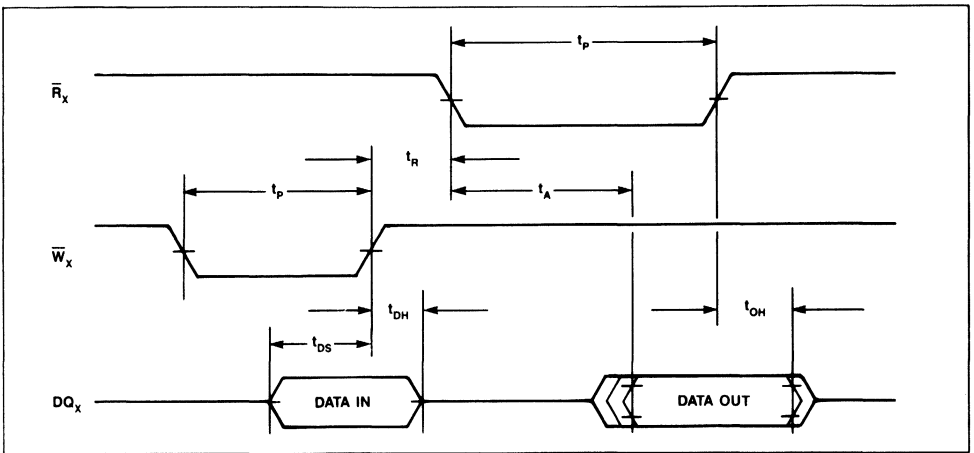 t_P
R̅_X
t_R
t_P
t_A
W̅_X
t_DH
t_OH
t_DS
DQ_X
DATA IN
DATA OUT